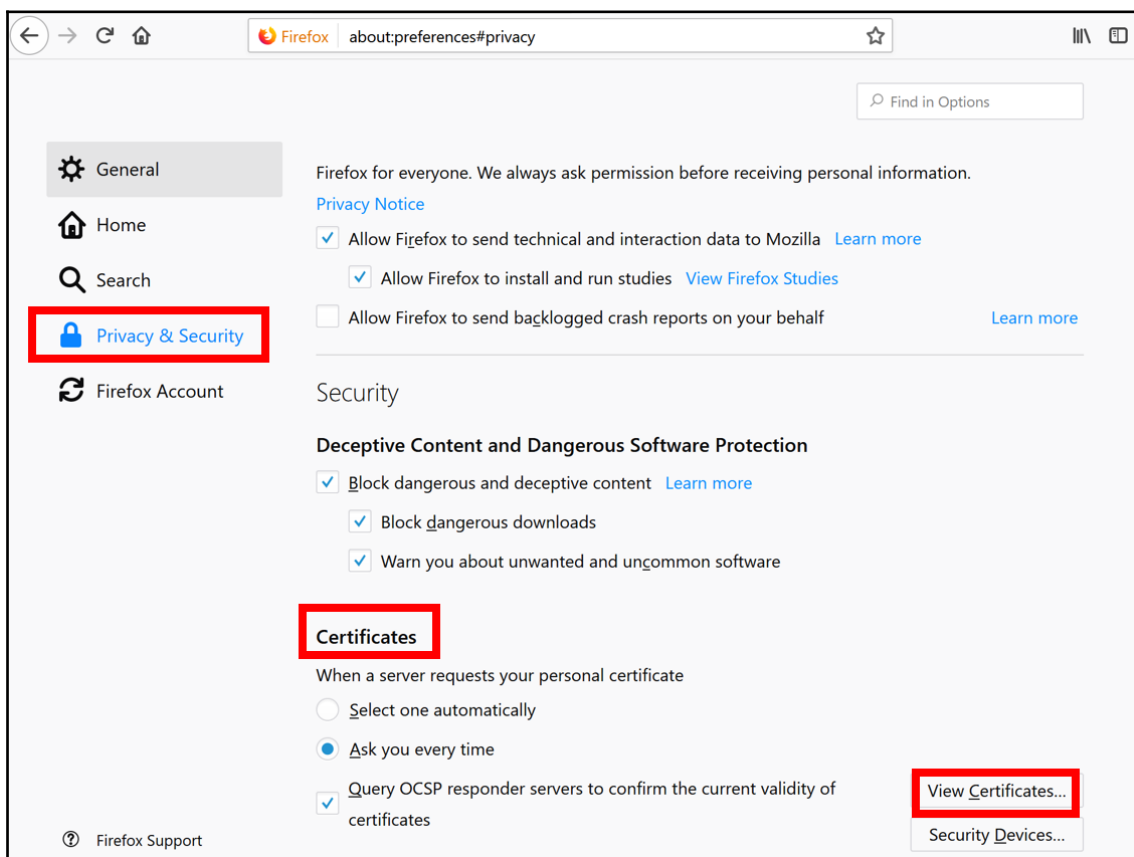 Firefox about:preferences#privacy
Find in Options
General
Home
Search
Privacy & Security
Firefox Account
Firefox Support
Firefox for everyone. We always ask permission before receiving personal information.
Privacy Notice
Allow Firefox to send technical and interaction data to Mozilla Learn more
Allow Firefox to install and run studies View Firefox Studies
Allow Firefox to send backlogged crash reports on your behalf Learn more
Security
Deceptive Content and Dangerous Software Protection
Block dangerous and deceptive content Learn more
Block dangerous downloads
Warn you about unwanted and uncommon software
Certificates
When a server requests your personal certificate
Select one automatically
Ask you every time
Query OCSP responder servers to confirm the current validity of
certificates
View Certificates...
Security Devices...